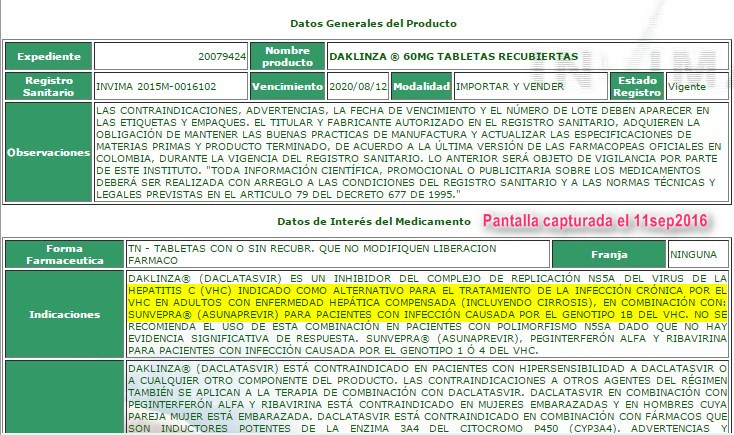 Datos Generales del Producto
Expediente 20079424 Nombre producto DAKLINZA ® 60MG TABLETAS RECUBIERTAS
Registro Sanitario INVIMA 2015M-0016102 Vencimiento 2020/08/12 Modalidad IMPORTAR Y VENDER Estado Registro Vigente
Observaciones
LAS CONTRAINDICACIONES, ADVERTENCIAS, LA FECHA DE VENCIMIENTO Y EL NÚMERO DE LOTE DEBEN APARECER EN
LAS ETIQUETAS Y EMPAQUES. EL TITULAR Y FABRICANTE AUTORIZADO EN EL REGISTRO SANITARIO, ADQUIEREN LA
OBLIGACIÓN DE MANTENER LAS BUENAS PRACTICAS DE MANUFACTURA Y ACTUALIZAR LAS ESPECIFICACIONES DE
MATERIAS PRIMAS Y PRODUCTO TERMINADO, DE ACUERDO A LA ÚLTIMA VERSIÓN DE LAS FARMACOPEAS OFICIALES EN
COLOMBIA, DURANTE LA VIGENCIA DEL REGISTRO SANITARIO. LO ANTERIOR SERÁ OBJETO DE VIGILANCIA POR PARTE
DE ESTE INSTITUTO. "TODA INFORMACIÓN CIENTÍFICA, PROMOCIONAL O PUBLICITARIA SOBRE LOS MEDICAMENTOS
DEBERÁ SER REALIZADA CON ARREGLO A LAS CONDICIONES DEL REGISTRO SANITARIO Y A LAS NORMAS TÉCNICAS Y
LEGALES PREVISTAS EN EL ARTICULO 79 DEL DECRETO 677 DE 1995."
Datos de Interés del Medicamento Pantalla capturada el 11sep2016
Forma Farmaceutica
TN - TABLETAS CON O SIN RECUBR. QUE NO MODIFIQUEN LIBERACION
FARMACO
Franja NINGUNA
Indicaciones
DAKLINZA® (DACLATASVIR) ES UN INHIBIDOR DEL COMPLEJO DE REPLICACIÓN NS5A DEL VIRUS DE LA
HEPATITIS C (VHC) INDICADO COMO ALTERNATIVO PARA EL TRATAMIENTO DE LA INFECCIÓN CRÓNICA POR EL
VHC EN ADULTOS CON ENFERMEDAD HEPÁTICA COMPENSADA (INCLUYENDO CIRROSIS), EN COMBINACIÓN CON:
SUNVEPRA® (ASUNAPREVIR) PARA PACIENTES CON INFECCIÓN CAUSADA POR EL GENOTIPO 1B DEL VHC. NO SE
RECOMIENDA EL USO DE ESTA COMBINACIÓN EN PACIENTES CON POLIMORFISMO N5SA DADO QUE NO HAY
EVIDENCIA SIGNIFICATIVA DE RESPUESTA. SUNVEPRA® (ASUNAPREVIR), PEGINTERFERÓN ALFA Y RIBAVIRINA
PARA PACIENTES CON INFECCIÓN CAUSADA POR EL GENOTIPO 1 Ó 4 DEL VHC.
DAKLINZA® (DACLATASVIR) ESTÁ CONTRAINDICADO EN PACIENTES CON HIPERSENSIBILIDAD A DACLATASVIR O
A CUALQUIER OTRO COMPONENTE DEL PRODUCTO. LAS CONTRAINDICACIONES A OTROS AGENTES DEL RÉGIMEN
TAMBIÉN SE APLICAN A LA TERAPIA DE COMBINACIÓN CON DACLATASVIR. DACLATASVIR EN COMBINACIÓN CON
PEGINTERFERÓN ALFA Y RIBAVIRINA ESTÁ CONTRAINDICADO EN MUJERES EMBARAZADAS Y EN HOMBRES CUYA
PAREJA MUJER ESTÁ EMBARAZADA. DACLATASVIR ESTÁ CONTRAINDICADO EN COMBINACIÓN CON FÁRMACOS QUE
SON INDUCTORES POTENTES DE LA ENZIMA 3A4 DEL CITOCROMO P450 (CYP3A4). ADVERTENCIAS Y